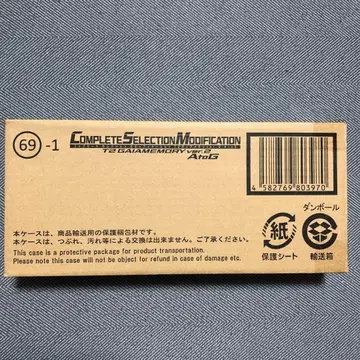 69 -1
COMPLETE SELECTION MODIFICATION
T2 GAIAMEMORY ver.2
AtoG
4 582769 803970
本ケースは、商品輸送用の保護梱包材です。
本ケースは、つぶれ、汚れ等による交換は出来ません。ご了承ください。
This case is a protective package for product transportation.
Please note this case will not be object for refund in case of damage etc.
紙
保護シート
ダンボール
輸送箱